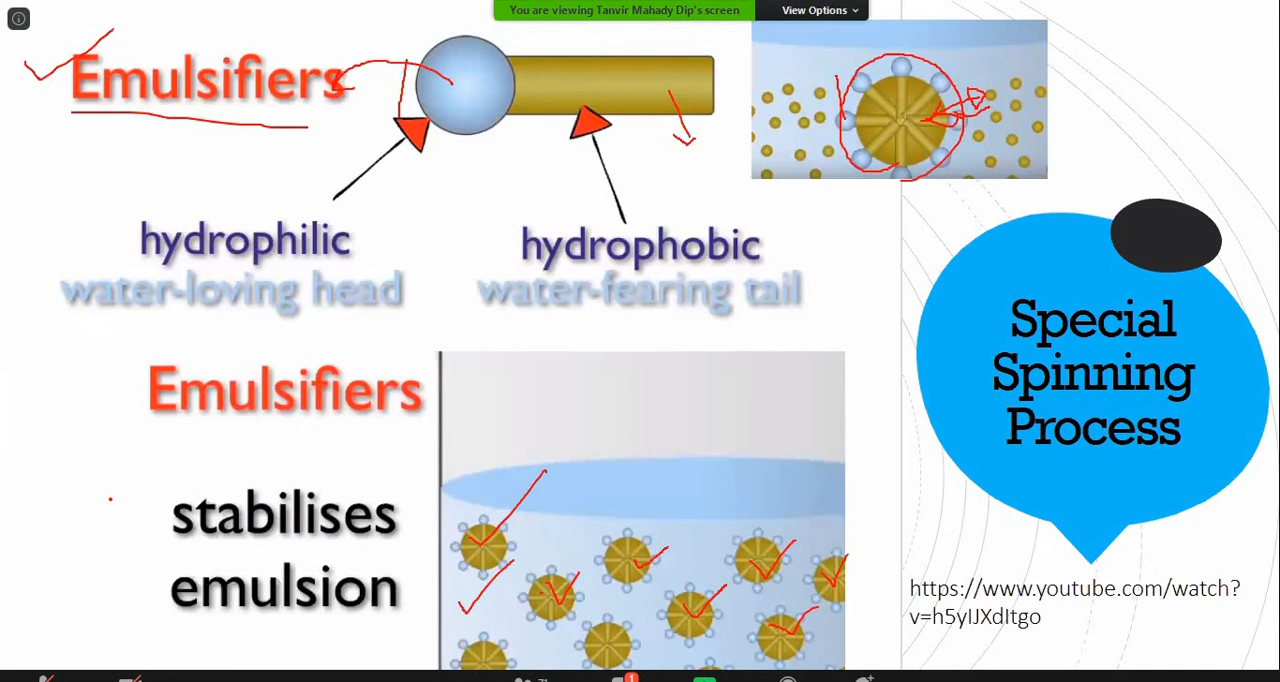 You are viewing Tanvir Mahady Dip's screen
View Options
Emulsifiers
hydrophilic
water-loving head
hydrophobic
water-fearing tail
Emulsifiers
stabilises
emulsion
Special
Spinning
Process
https://www.youtube.com/watch?
v=h5yIJXdItgo
1